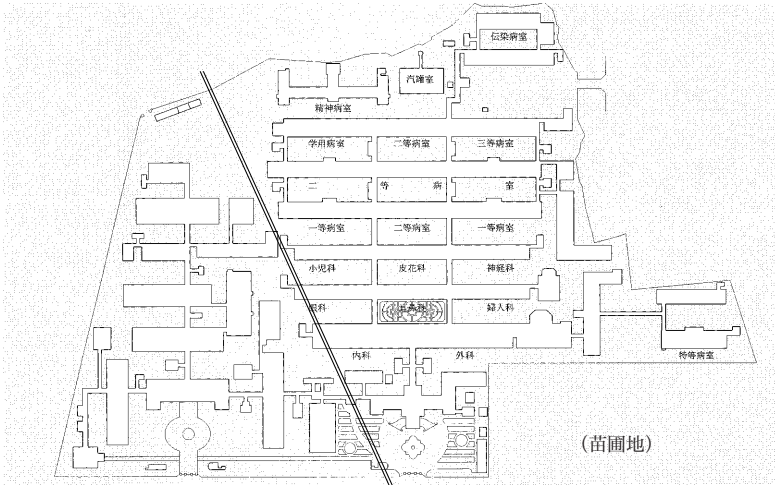 伝染病室
汽罐室
精神病室
学用病室 二等病室 三等病室
二 等 病 室
一等病室 二等病室 一等病室
小児科 皮花科 神経科
眼科 婦人科
内科 外科
特等病室
(苗圃地)